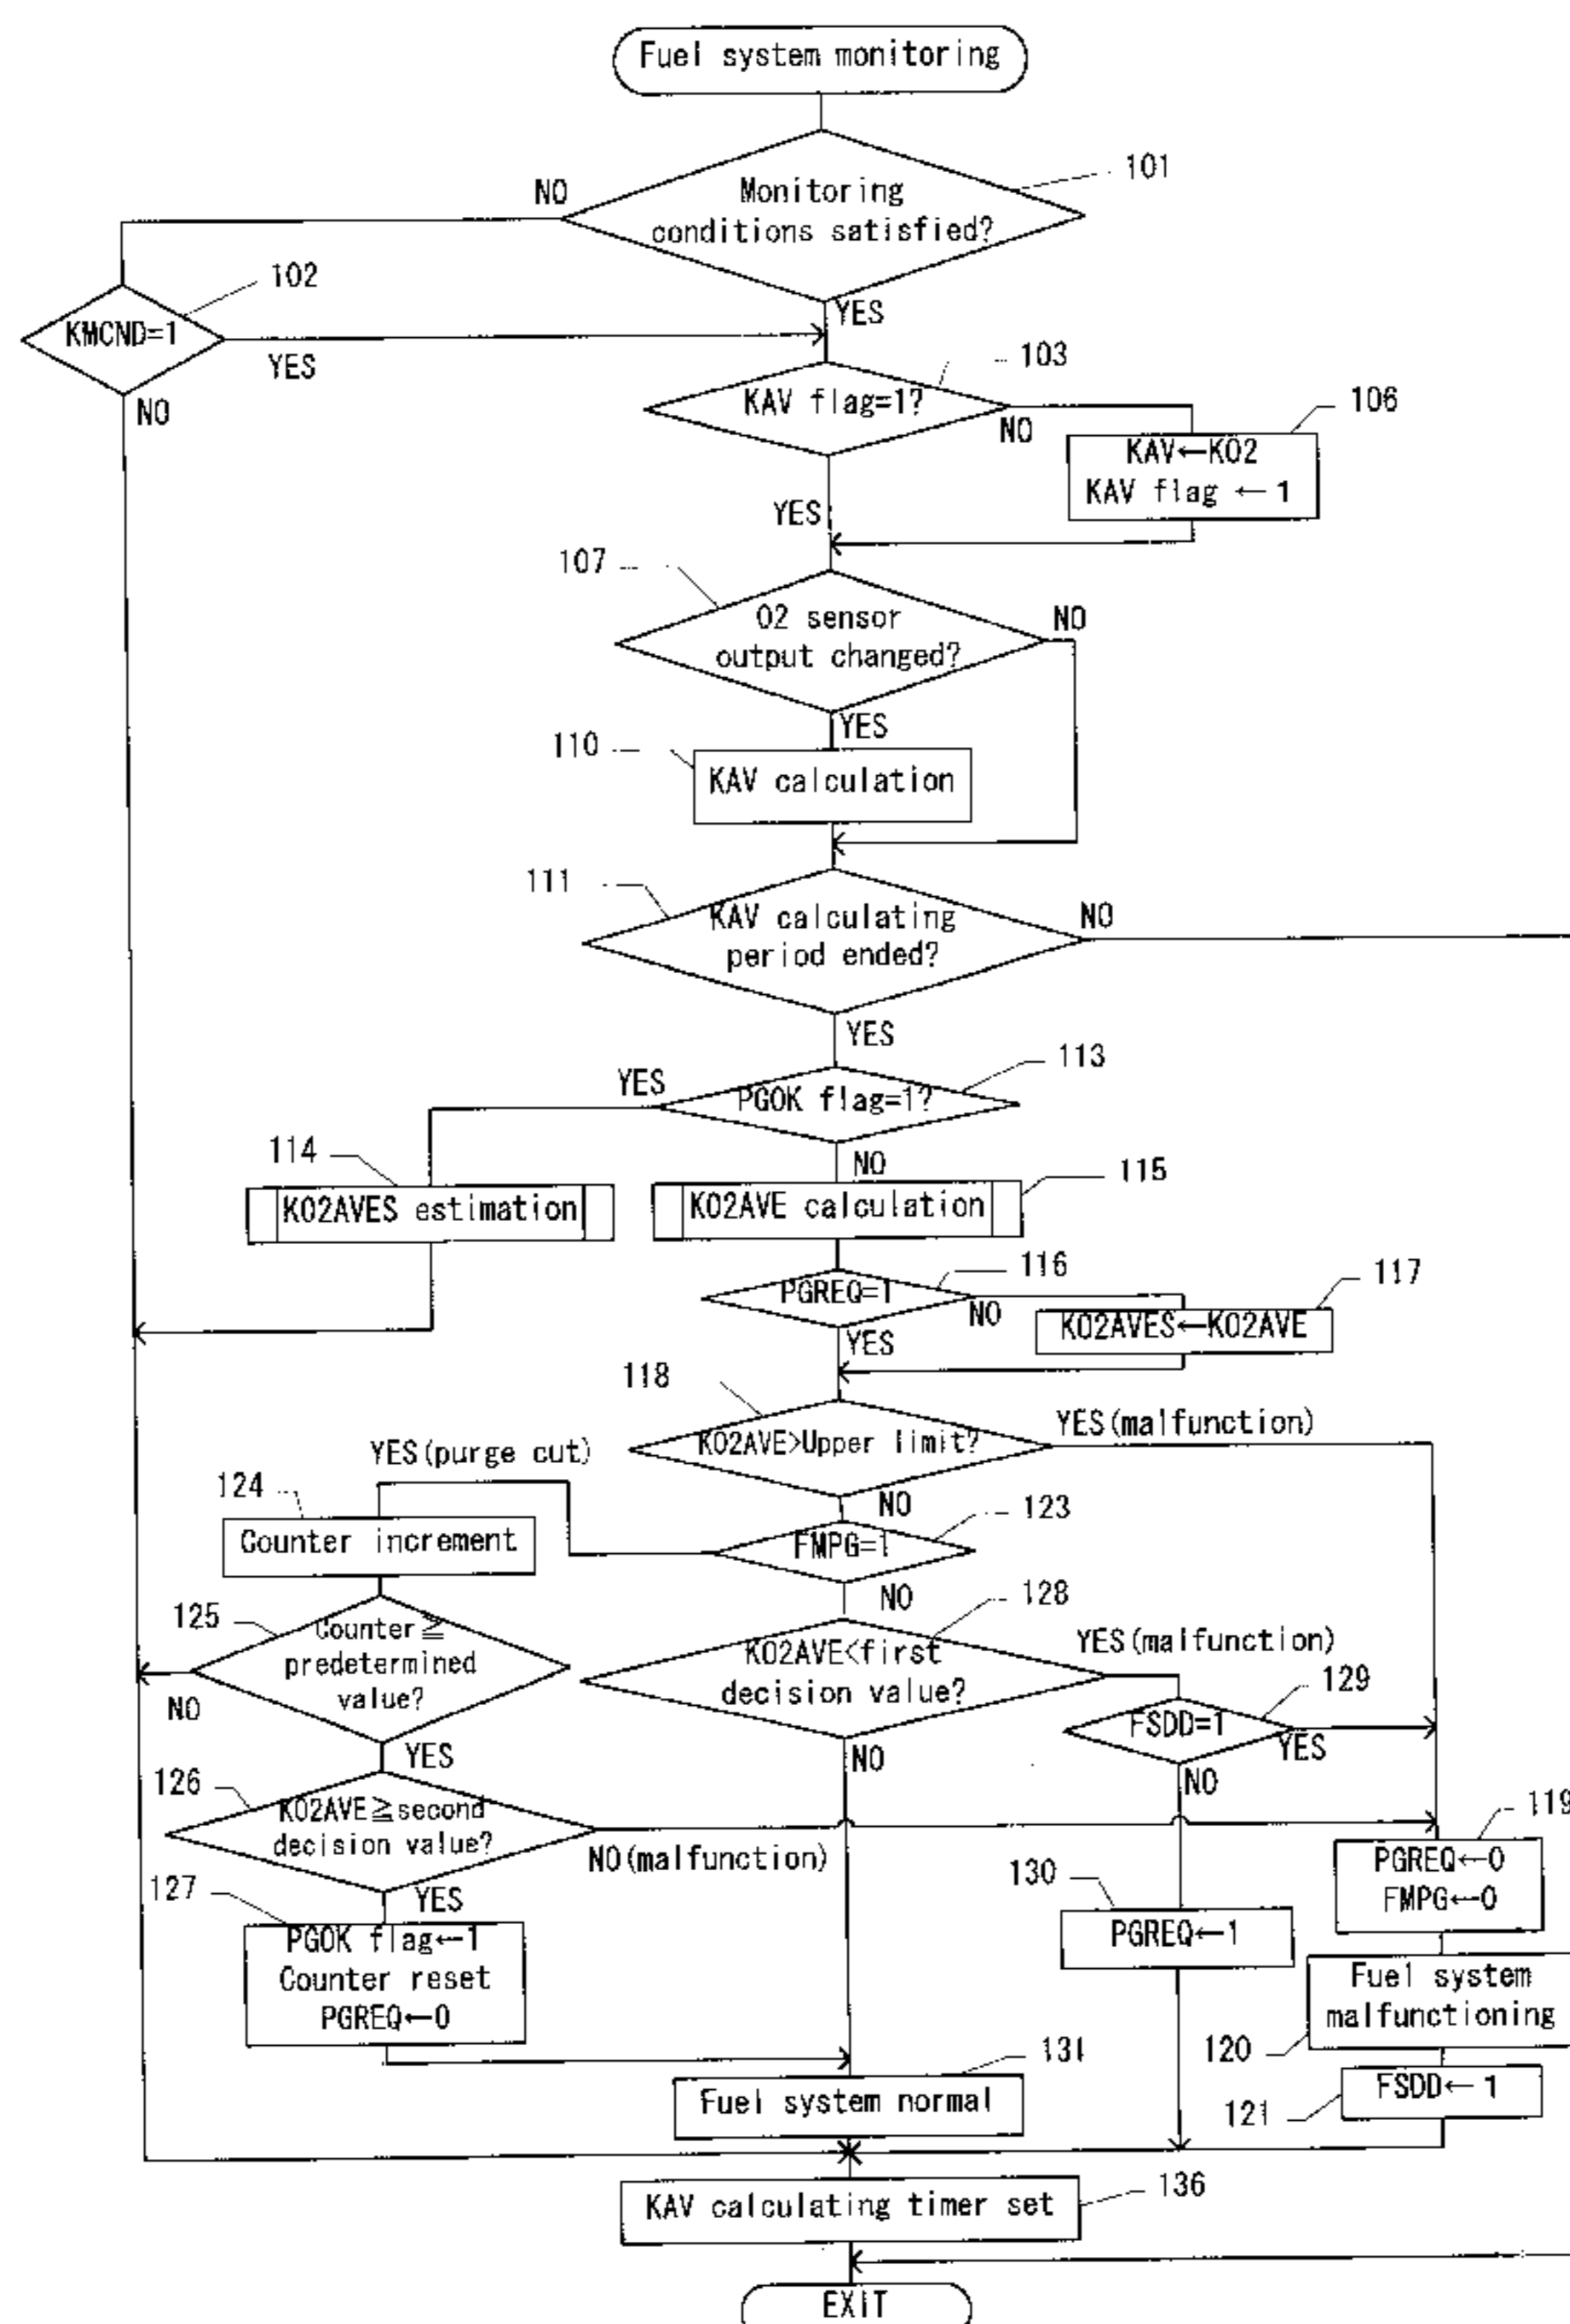 Fuel system monitoring
101
NO
Monitoring
conditions satisfied?
102
YES
KMCND=1
YES
103
NO
KAV flag=1?
NO
106
KAV←KO2
KAV flag ← 1
YES
107
O2 sensor
output changed?
NO
YES
110
KAV calculation
111
KAV calculating
period ended?
NO
YES
113
YES
PGOK flag=1?
114
NO
115
KO2AVES estimation
KO2AVE calculation
116
117
PGREQ=1
NO
KO2AVES←KO2AVE
YES
118
KO2AVE>Upper limit?
YES(malfunction)
YES(purge cut)
124
NO
123
Counter increment
FMPG=1
NO
128
125
Counter≧
predetermined
value?
KO2AVE<first
decision value?
YES(malfunction)
129
NO
FSDD=1
YES
YES
NO
NO
126
KO2AVE≧second
decision value?
NO(malfunction)
119
PGREQ←0
FMPG←0
127
YES
130
PGOK flag←1
Counter reset
PGREQ←0
PGREQ←1
Fuel system
malfunctioning
131
120
Fuel system normal
FSDD← 1
121
136
KAV calculating timer set
EXIT